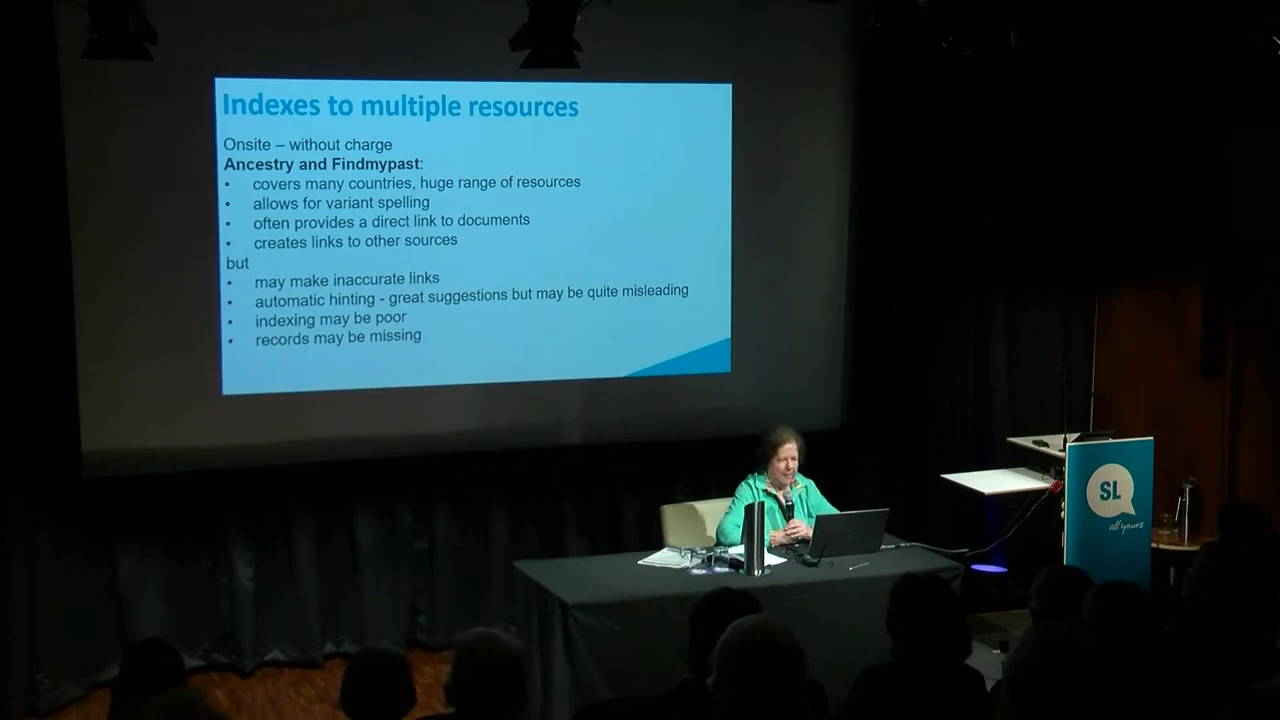 Indexes to multiple resources
Onsite – without charge
Ancestry and Findmypast:
• covers many countries, huge range of resources
• allows for variant spelling
• often provides a direct link to documents
• creates links to other sources
but
• may make inaccurate links
• automatic hinting - great suggestions but may be quite misleading
• indexing may be poor
• records may be missing
SL
all yours